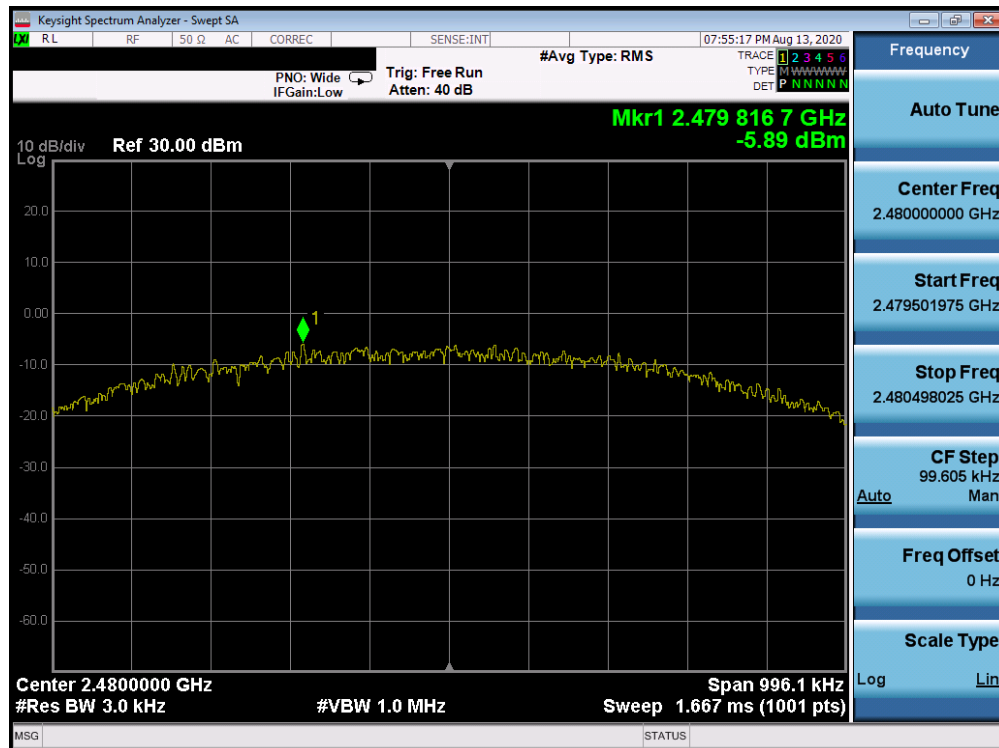 Keysight Spectrum Analyzer - Swept SA
LXI RL RF 50 Ω AC CORREC SENSE:INT 07:55:17 PM Aug 13, 2020
PNO: Wide
IFGain:Low
Trig: Free Run
Atten: 40 dB
#Avg Type: RMS
TRACE 1 2 3 4 5 6
TYPE M WWWWW
DET P N N N N N
Mkr1 2.479 816 7 GHz
-5.89 dBm
10 dB/div Ref 30.00 dBm
Log
20.0
10.0
0.00
-10.0
-20.0
-30.0
-40.0
-50.0
-60.0
1
Center 2.4800000 GHz
Span 996.1 kHz
#Res BW 3.0 kHz
#VBW 1.0 MHz
Sweep 1.667 ms (1001 pts)
MSG
STATUS
Frequency
Auto Tune
Center Freq
2.480000000 GHz
Start Freq
2.479501975 GHz
Stop Freq
2.480498025 GHz
CF Step
99.605 kHz
Auto Man
Freq Offset
0 Hz
Scale Type
Log Lin